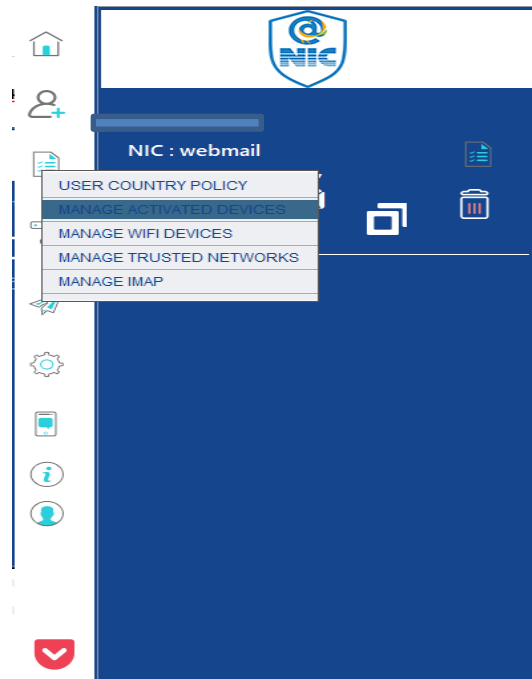 @
NIC
NIC : webmail
USER COUNTRY POLICY
MANAGE ACTIVATED DEVICES
MANAGE WIFI DEVICES
MANAGE TRUSTED NETWORKS
MANAGE IMAP
i